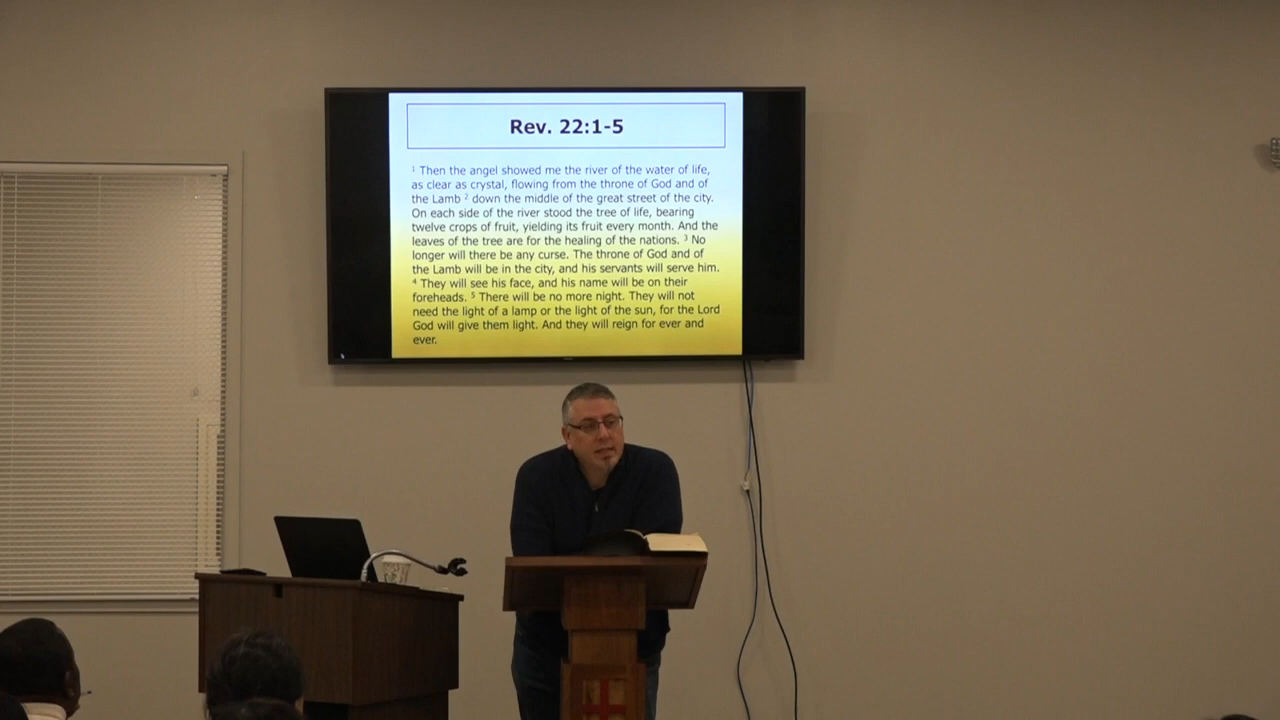 Rev. 22:1-5
¹ Then the angel showed me the river of the water of life,
as clear as crystal, flowing from the throne of God and of
the Lamb ² down the middle of the great street of the city.
On each side of the river stood the tree of life, bearing
twelve crops of fruit, yielding its fruit every month. And the
leaves of the tree are for the healing of the nations. ³ No
longer will there be any curse. The throne of God and of
the Lamb will be in the city, and his servants will serve him.
⁴ They will see his face, and his name will be on their
foreheads. ⁵ There will be no more night. They will not
need the light of a lamp or the light of the sun, for the Lord
God will give them light. And they will reign for ever and
ever.